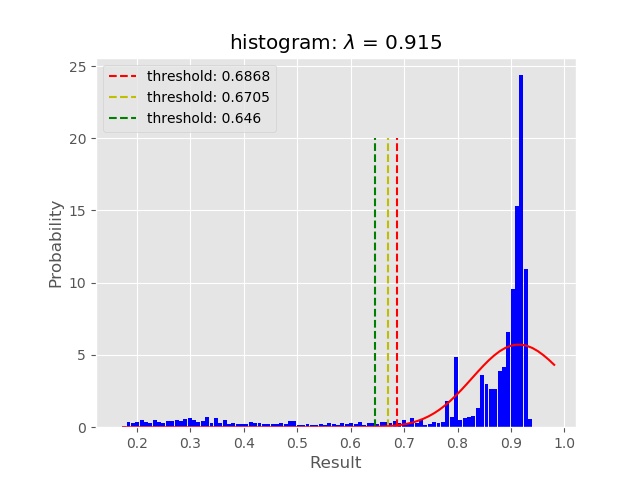 histogram: λ = 0.915
threshold: 0.6868
threshold: 0.6705
threshold: 0.646
25
20
15
10
5
0
Probability
0.2 0.3 0.4 0.5 0.6 0.7 0.8 0.9 1.0
Result